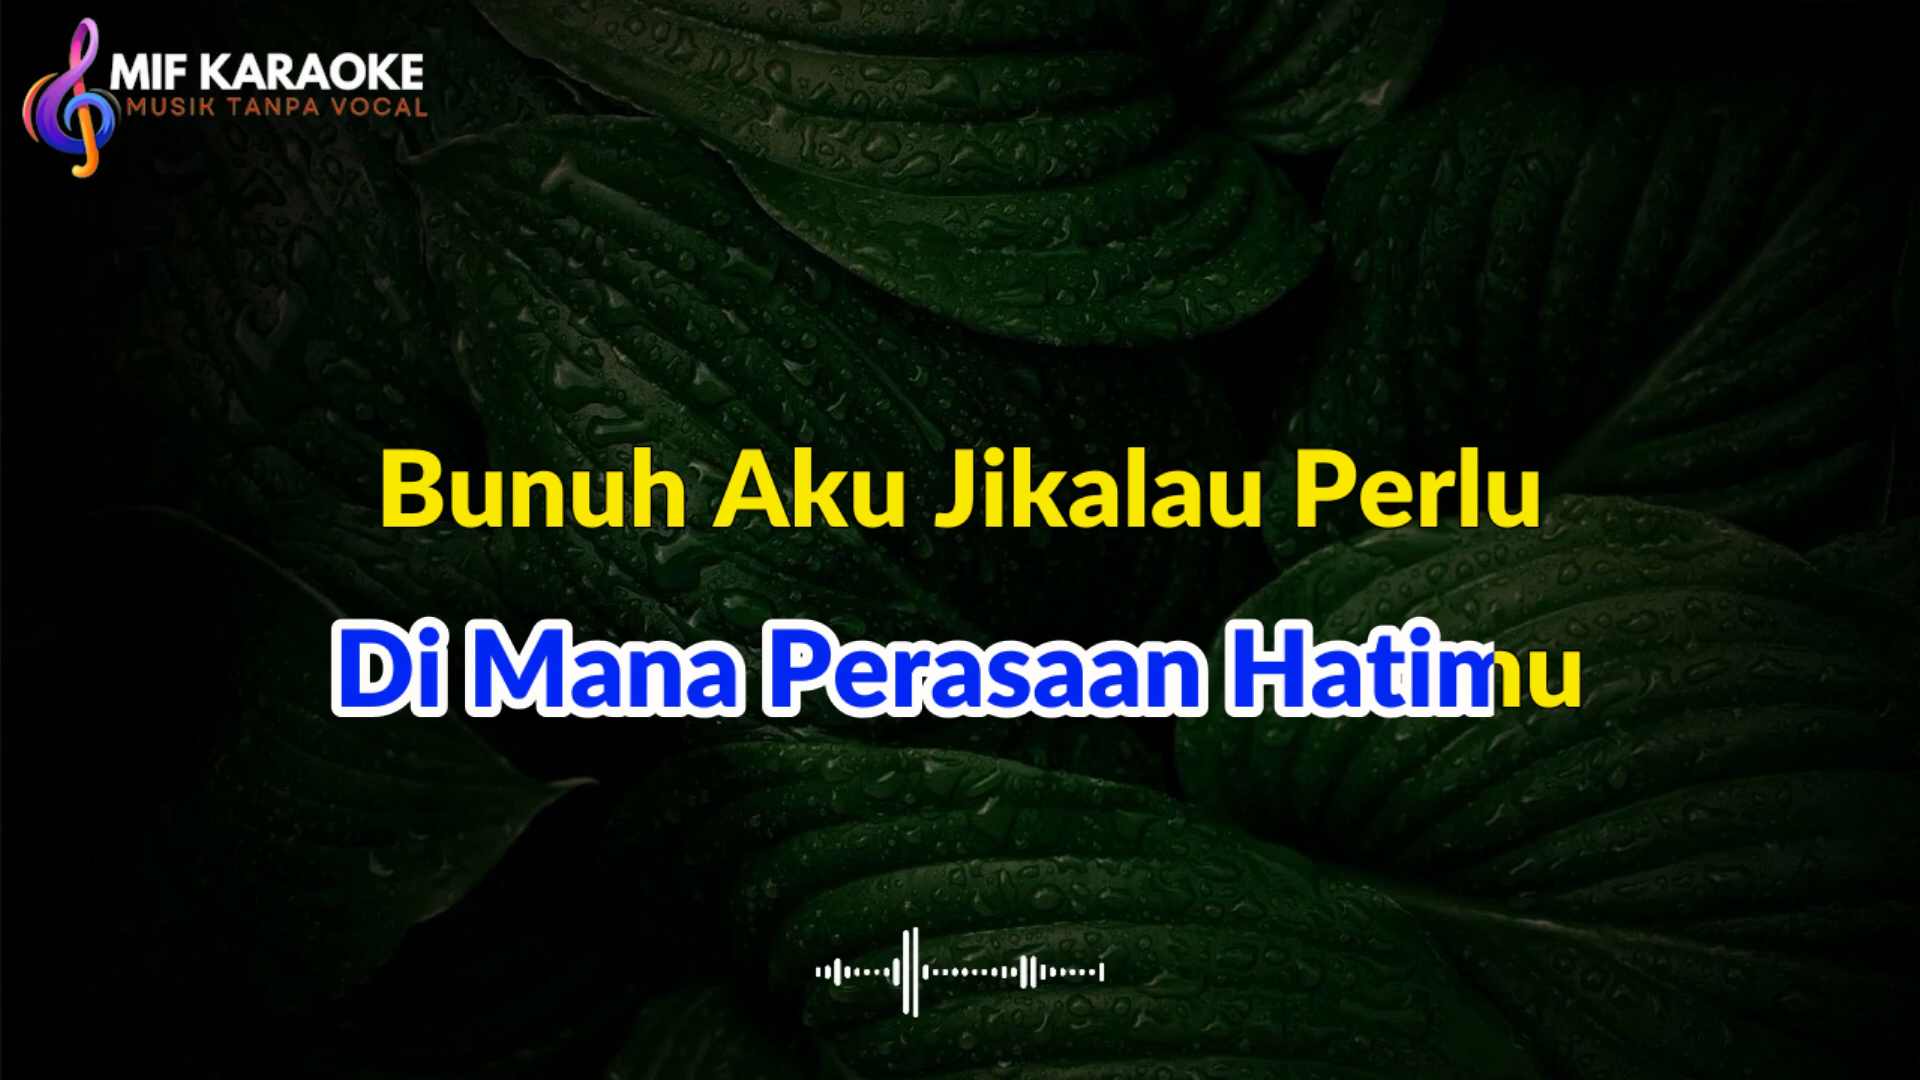 MIF KARAOKE
MUSIK TANPA VOCAL
Bunuh Aku Jikalau Perlu
Di Mana Perasaan Hatimu